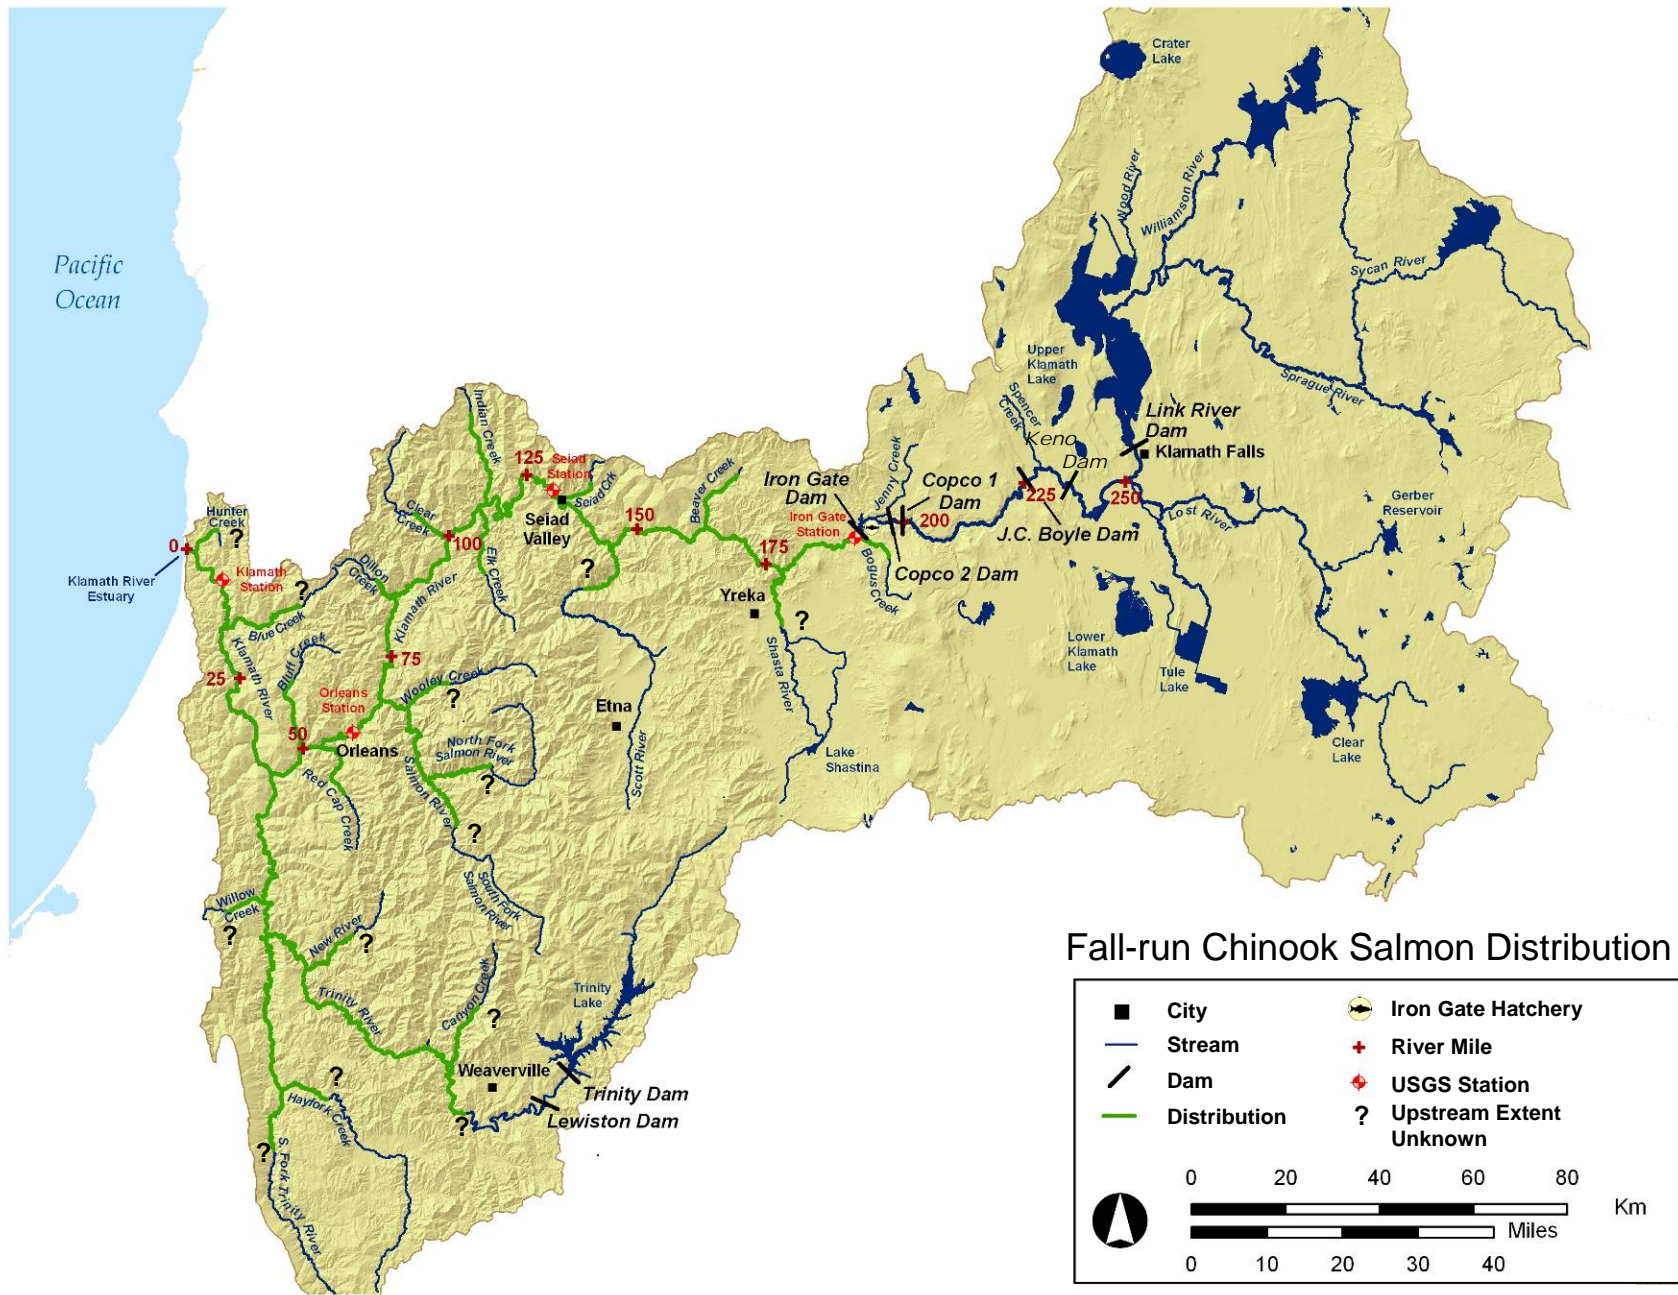 Crater
Lake
Wood River
Williamson River
Sycan River
Pacific
Ocean
Upper
Klamath
Lake
Sprague River
Spencer
Creek
Link River
Dam
Klamath Falls
Keno
Dam
Indian Creek
125
Seiad
Station
Seiad Crk
Beaver Creek
Iron Gate
Dam
Jenny Creek
Copco 1
Dam
225
250
Gerber
Reservoir
Hunter
Creek
?
Clear
Creek
Seiad
Valley
150
Iron Gate
Station
200
J.C. Boyle Dam
Lost River
0
Klamath River
Estuary
Klamath
Station
?
Dillon
Creek
100
Elk Creek
?
175
Bogus Creek
Copco 2 Dam
Yreka
?
Blue Creek
Klamath River
Klamath River
Bluff Creek
75
25
Orleans
Station
Wooley Creek
?
Shasta River
Lower
Klamath
Lake
Tule
Lake
Etna
50
Orleans
North Fork
Salmon River
?
Scott River
Lake
Shastina
Clear
Lake
Red Cap Creek
Salmon River
?
South Fork
Salmon River
Willow
Creek
?
New River
?
Trinity River
Canyon Creek
?
Trinity
Lake
Weaverville
Trinity Dam
Lewiston Dam
?
?
Hayfork Creek
?
S. Fork Trinity River
Fall-run Chinook Salmon Distribution
City
Iron Gate Hatchery
Stream
River Mile
Dam
USGS Station
Distribution
? Upstream Extent
Unknown
0 20 40 60 80
Km
Miles
0 10 20 30 40